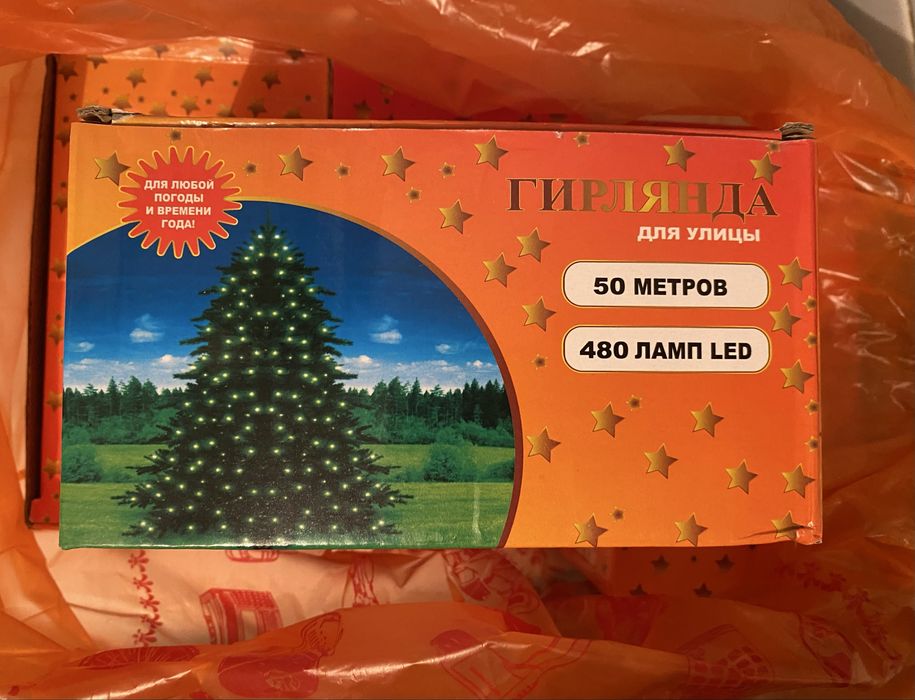 ДЛЯ ЛЮБОЙ
ПОГОДЫ
И ВРЕМЕНИ
ГОДА!
ГИРЛЯНДА
ДЛЯ УЛИЦЫ
50 МЕТРОВ
480 ЛАМП LED